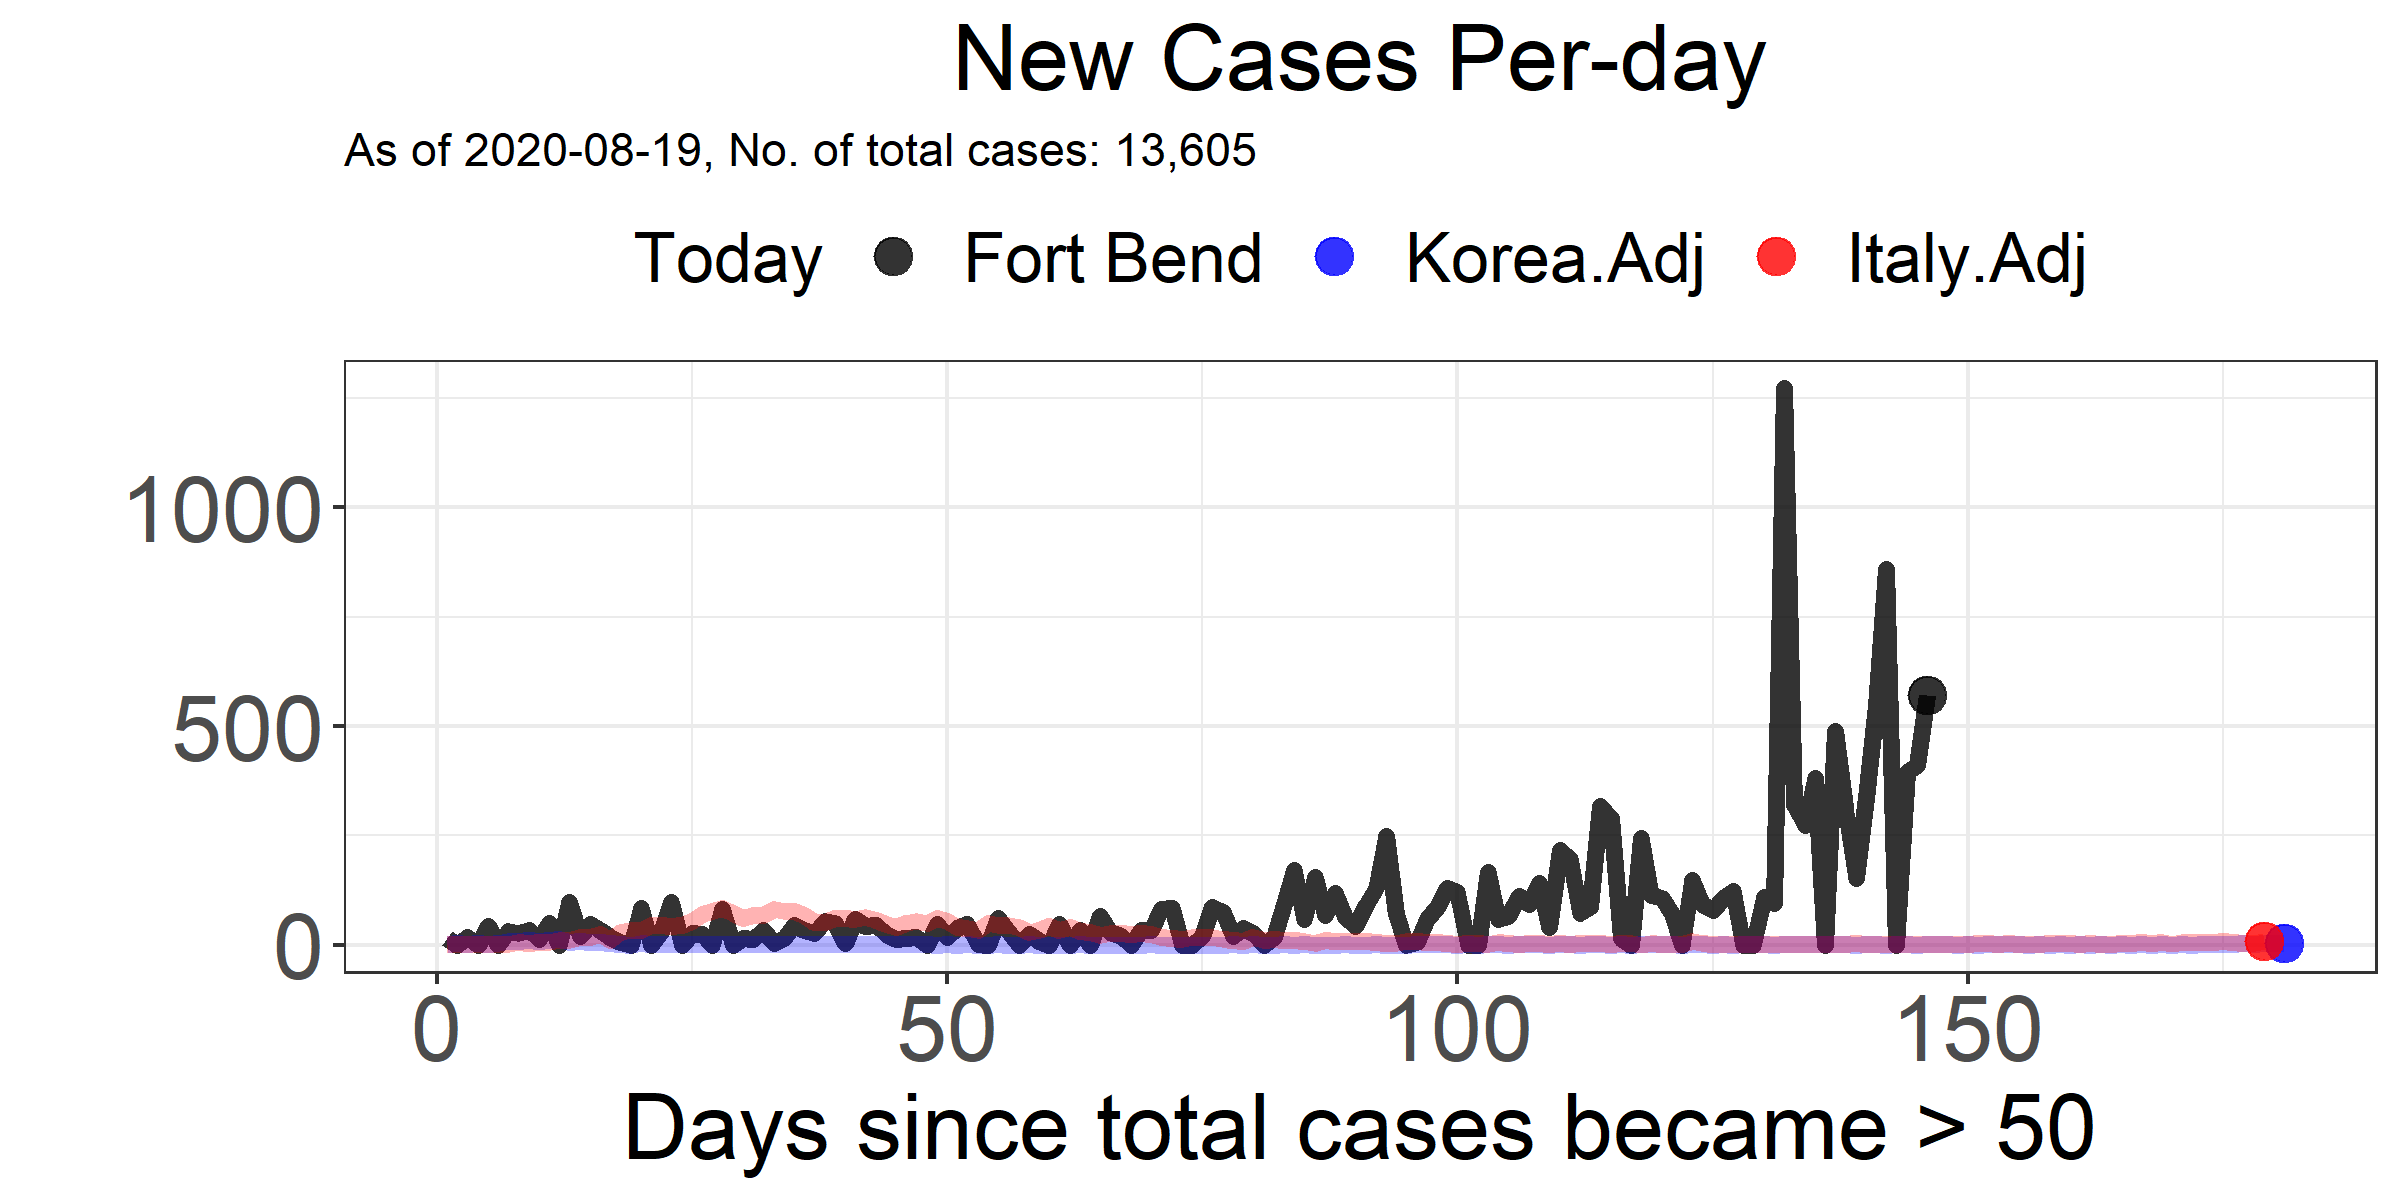 New Cases Per-day
As of 2020-08-19, No. of total cases: 13,605
Today Fort Bend Korea.Adj Italy.Adj
1000
500
0
0 50 100 150
Days since total cases became > 50